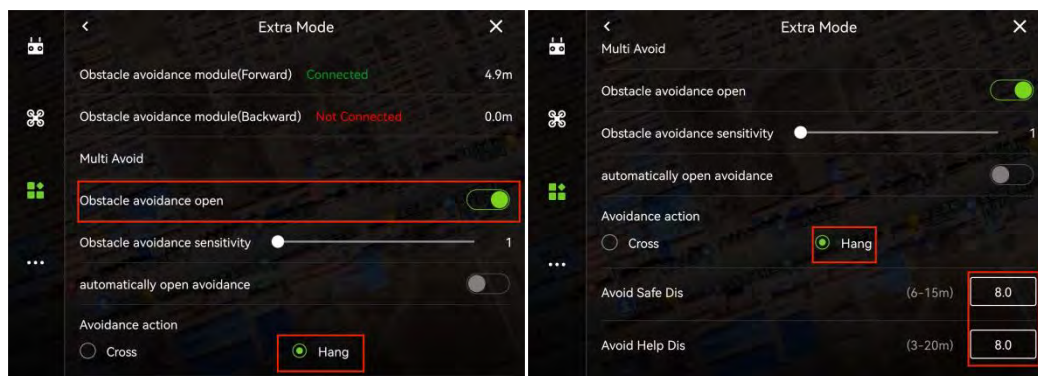 Extra Mode
Obstacle avoidance module(Forward) Connected 4.9m
Obstacle avoidance module(Backward) Not Connected 0.0m
Multi Avoid
Obstacle avoidance open
Obstacle avoidance sensitivity 1
automatically open avoidance
Avoidance action
Cross Hang
Extra Mode
Multi Avoid
Obstacle avoidance open
Obstacle avoidance sensitivity 1
automatically open avoidance
Avoidance action
Cross Hang
Avoid Safe Dis (6-15m) 8.0
Avoid Help Dis (3-20m) 8.0